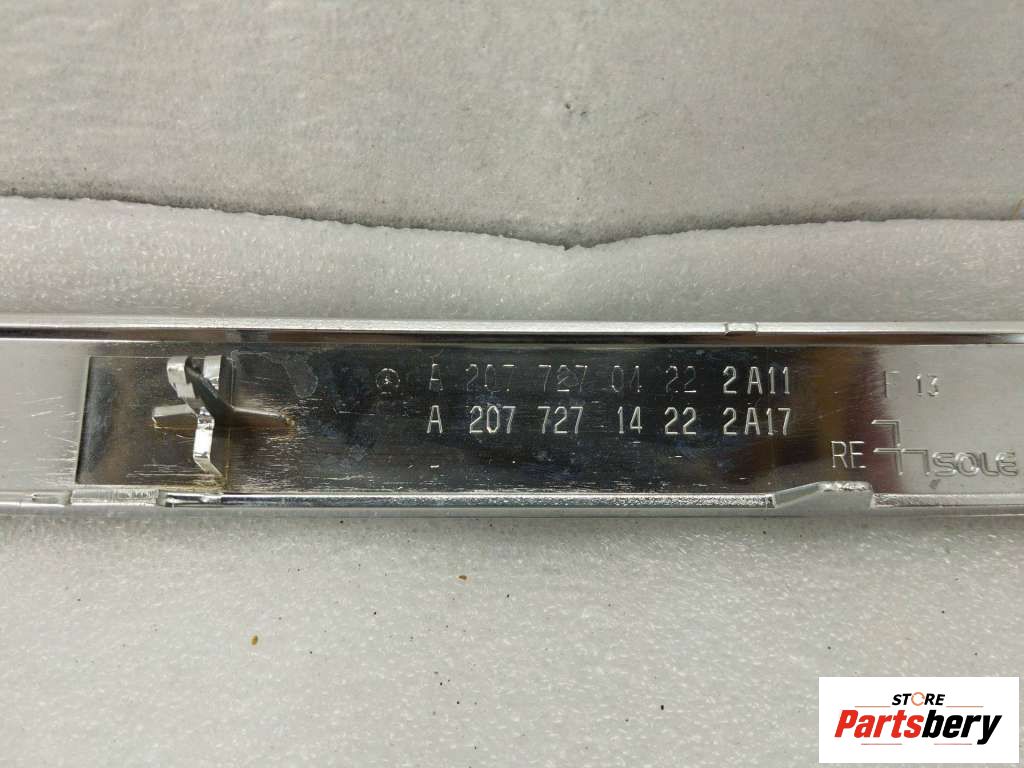 A 207 727 04 22 2A11
A 207 727 14 22 2A17
13
RE
SOLE
STORE
Partsbery